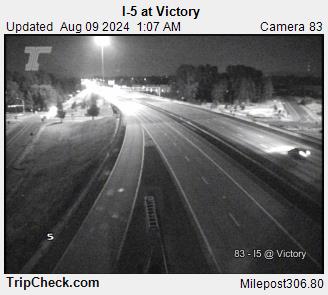 I-5 at Victory
Updated Aug 09 2024 1:07 AM Camera 83
T
S
83 - I5 @ Victory
TripCheck.com Milepost306.80